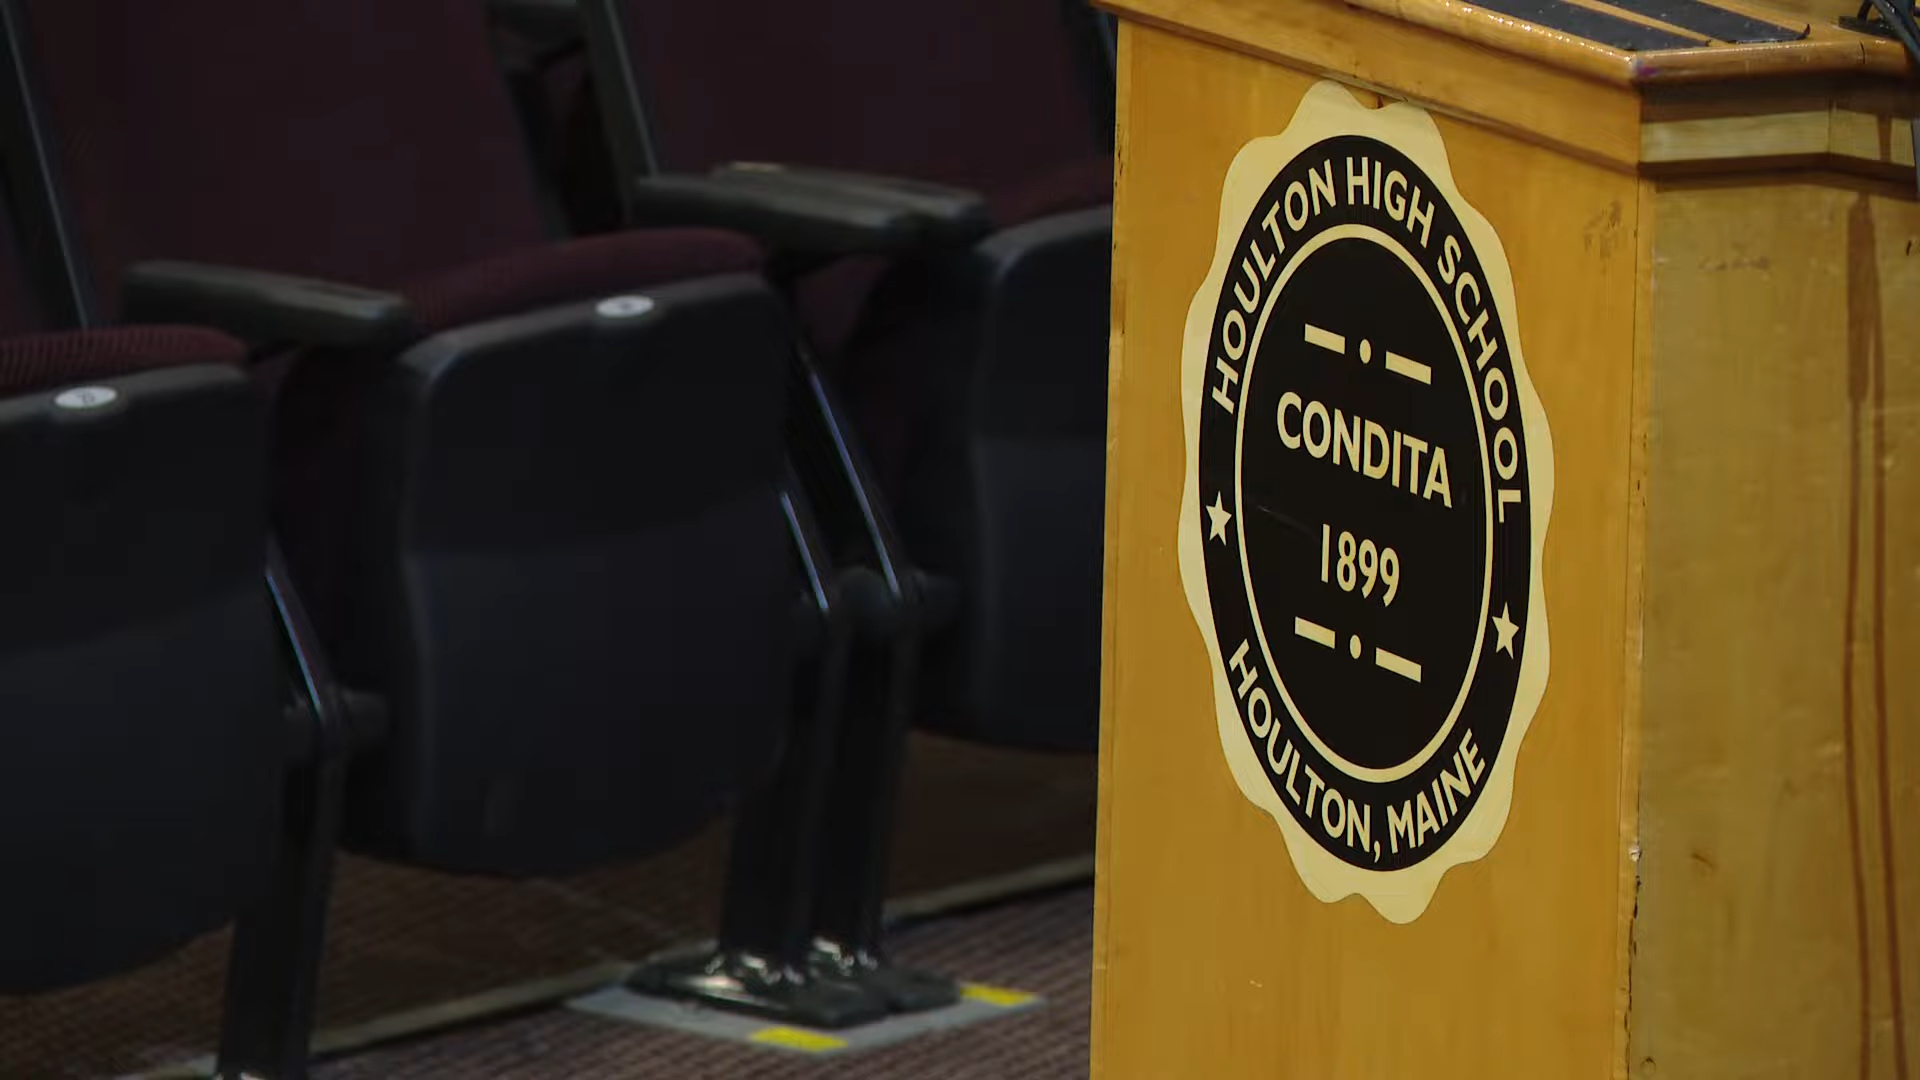 HOULTON HIGH SCHOOL
CONDITA
1899
HOULTON, MAINE